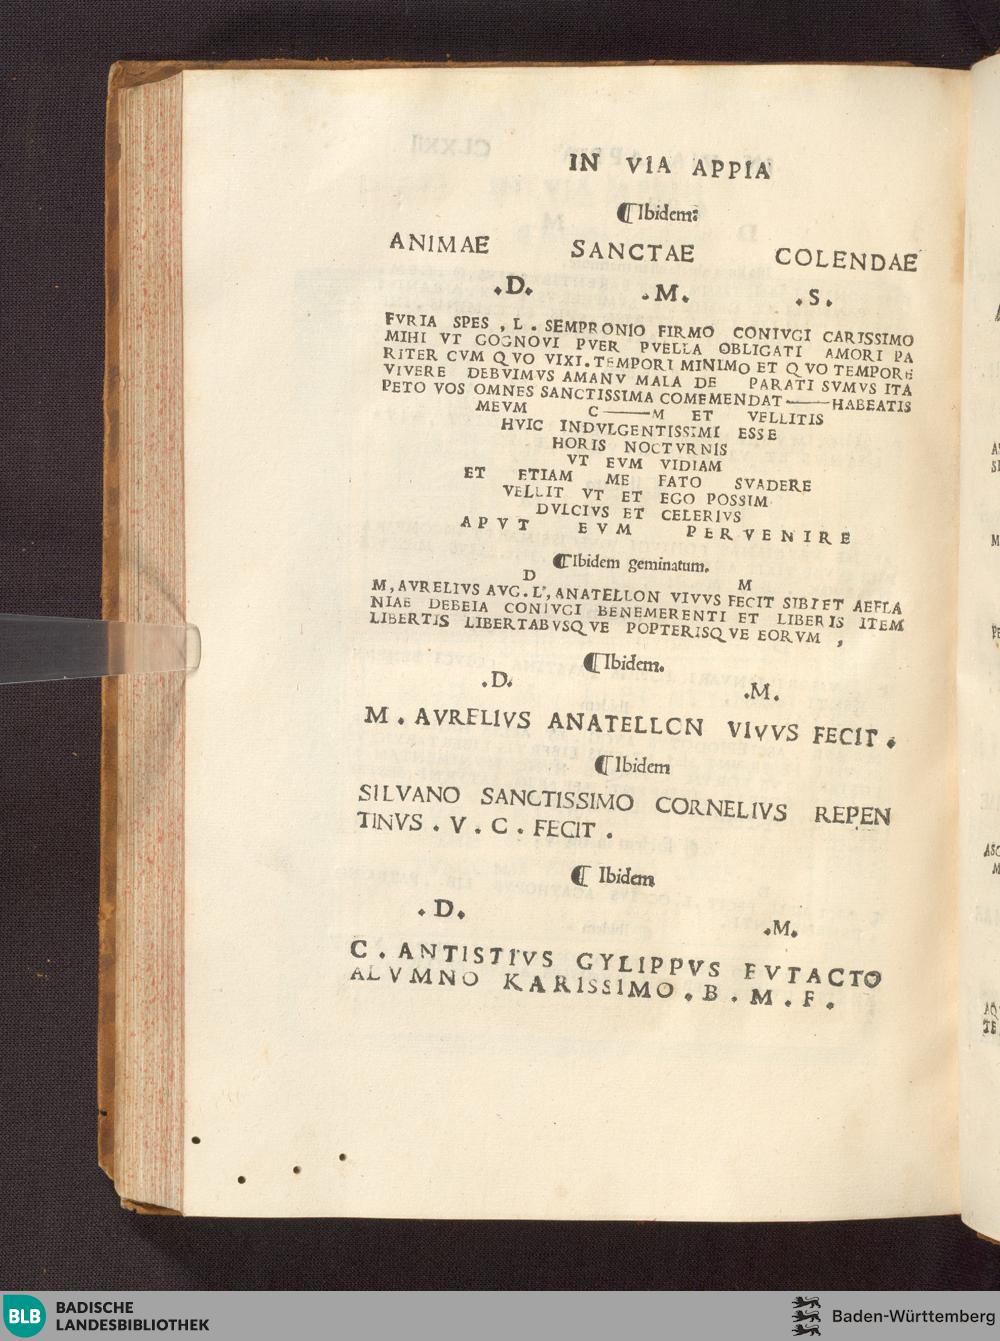 IN VIA APPIA
¶Ibidem:
ANIMAE SANCTAE COLENDAE
.D. .M. .S.
FVRIA SPES , L . SEMPRONIO FIRMO CONIVGI CARISSIMO
MIHI VT COGNOVI PVER PVELLA OBLIGATI AMORI PA
RITER CVM QVO VIXI . TEMPORI MINIMO ET QVO TEMPORE
VIVERE DEBVIMVS AMANV MALA DE PARATI SVMVS ITA
PETO VOS OMNES SANCTISSIMA COMEMENDAT——HABEATIS
MEVM C——M ET VELLITIS
HVIC INDVLGENTISSIMI ESSE
HORIS NOCTVRNIS
VT EVM VIDIAM
ET ETIAM ME FATO SVADERE
VELLIT VT ET EGO POSSIM
DVLCIVS ET CELERIVS
APVT EVM PERVENIRE
¶Ibidem geminatum.
D M
M, AVRELIVS AVG. L', ANATELLON VIVVS FECIT SIBI ET AEFLA
NIAE DEBEIA CONIVGI BENEMERENTI ET LIBERIS ITEM
LIBERTIS LIBERTABVSQVE POPTERISQVE EORVM ,
¶Ibidem.
.D. .M.
M . AVRELIVS ANATELLCN VIVVS FECIT .
¶Ibidem
SILVANO SANCTISSIMO CORNELIVS REPEN
TINVS . V . C . FECIT .
¶ Ibidem
. D. .M.
C . ANTISTIVS GYLIPPVS EVTACTO
ALVMNO KARISSIMO . B . M . F .
BLB BADISCHE
LANDESBIBLIOTHEK
Baden-Württemberg